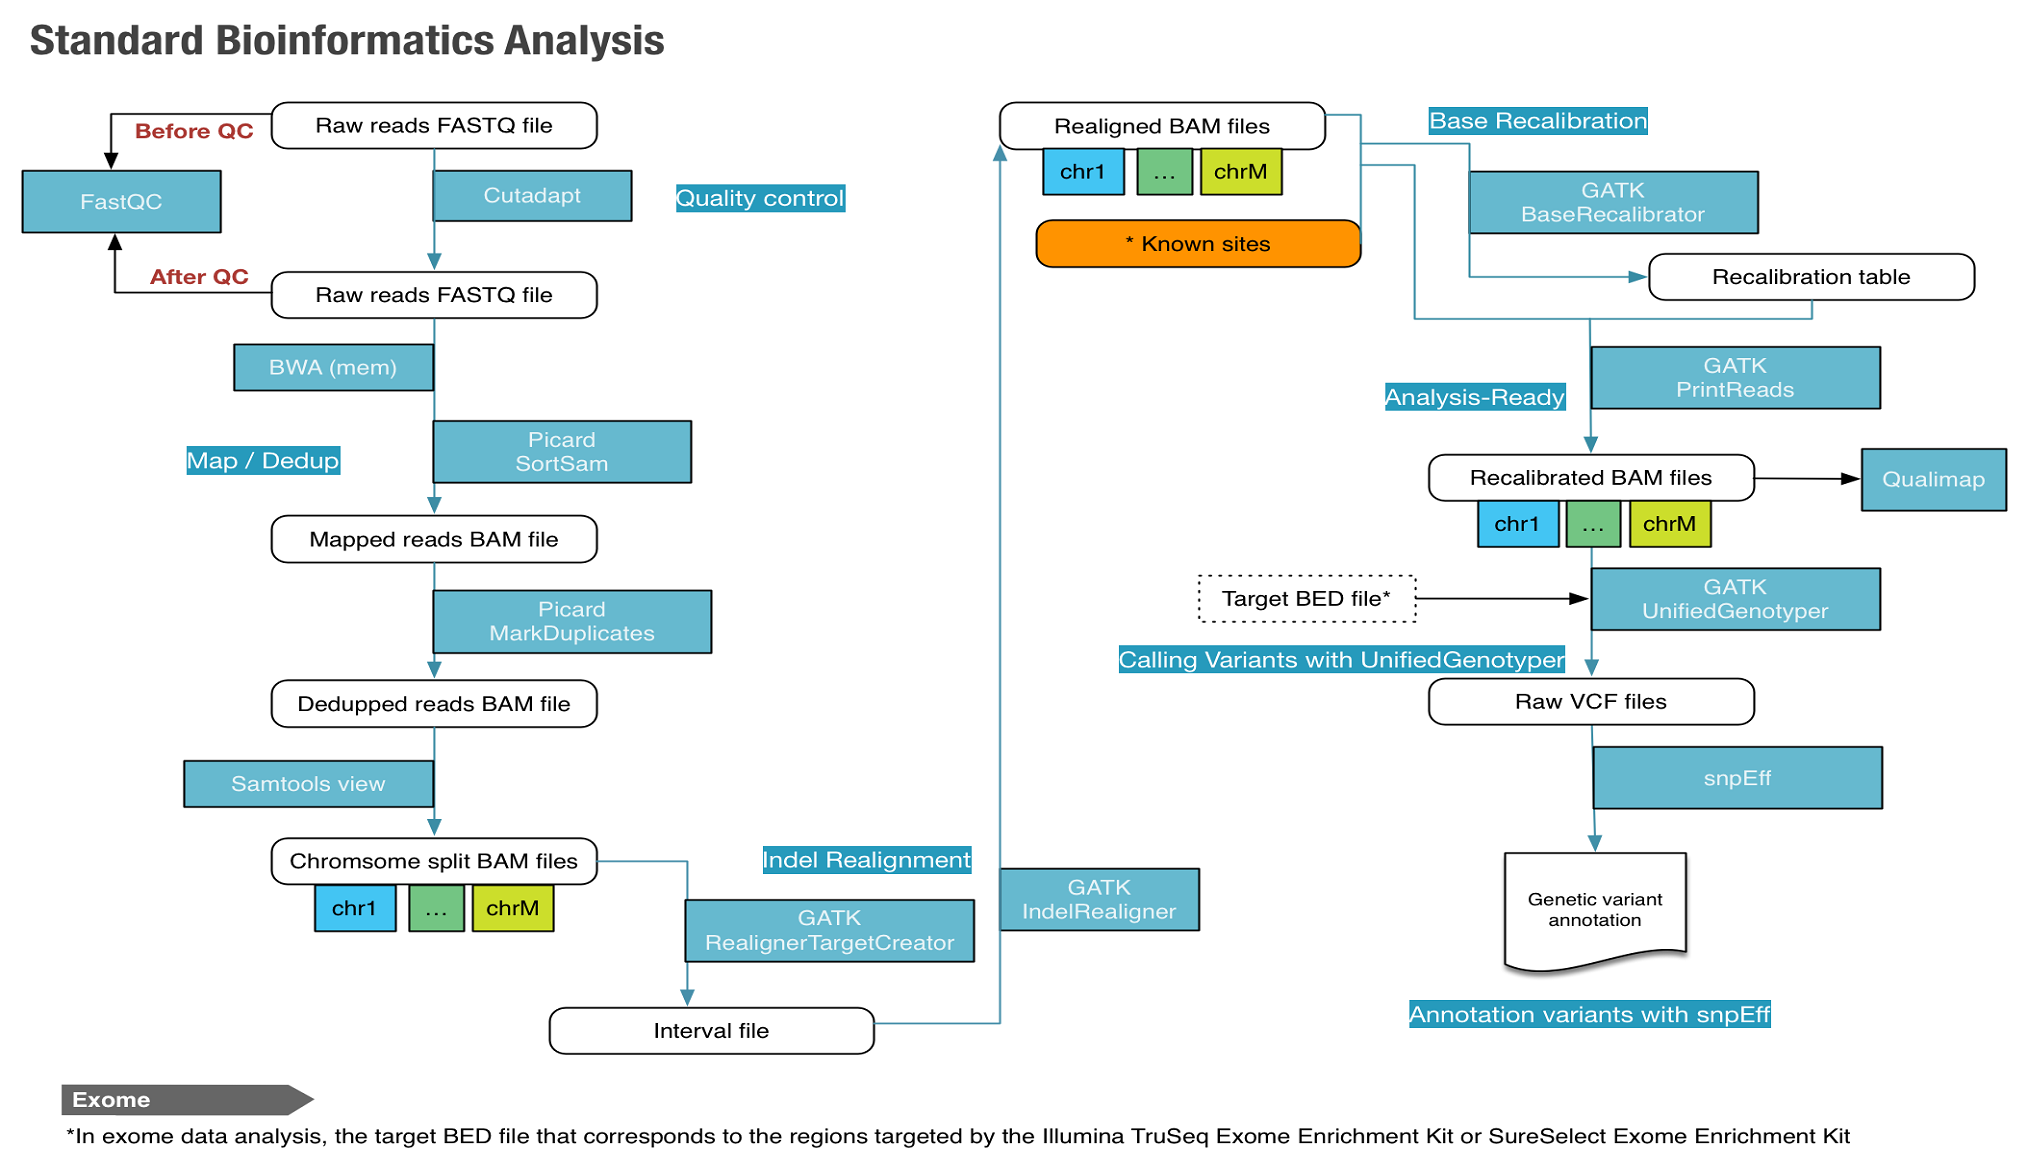 Standard Bioinformatics Analysis
Raw reads FASTQ file
Before QC
FastQC
Cutadapt
Quality control
After QC
Raw reads FASTQ file
BWA (mem)
Picard
SortSam
Map / Dedup
Mapped reads BAM file
Picard
MarkDuplicates
Dedupped reads BAM file
Samtools view
Chromsome split BAM files
chr1
...
chrM
Indel Realignment
GATK
RealignerTargetCreator
Interval file
GATK
IndelRealigner
Realigned BAM files
chr1
...
chrM
* Known sites
Base Recalibration
GATK
BaseRecalibrator
Recalibration table
GATK
PrintReads
Analysis-Ready
Recalibrated BAM files
chr1
...
chrM
Qualimap
Target BED file*
GATK
UnifiedGenotyper
Calling Variants with UnifiedGenotyper
Raw VCF files
snpEff
Genetic variant
annotation
Annotation variants with snpEff
Exome
*In exome data analysis, the target BED file that corresponds to the regions targeted by the Illumina TruSeq Exome Enrichment Kit or SureSelect Exome Enrichment Kit